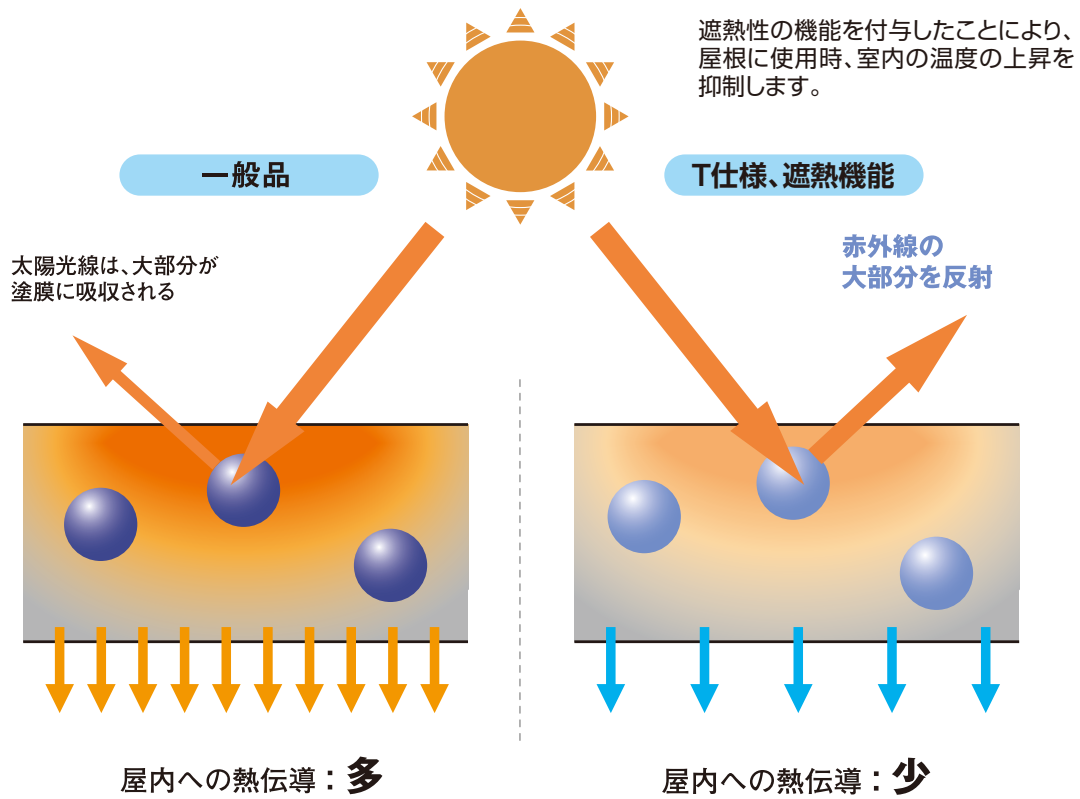 遮熱性の機能を付与したことにより、
屋根に使用時、室内の温度の上昇を
抑制します。
一般品
T仕様、遮熱機能
太陽光線は、大部分が
塗膜に吸収される
赤外線の
大部分を反射
屋内への熱伝導：多
屋内への熱伝導：少